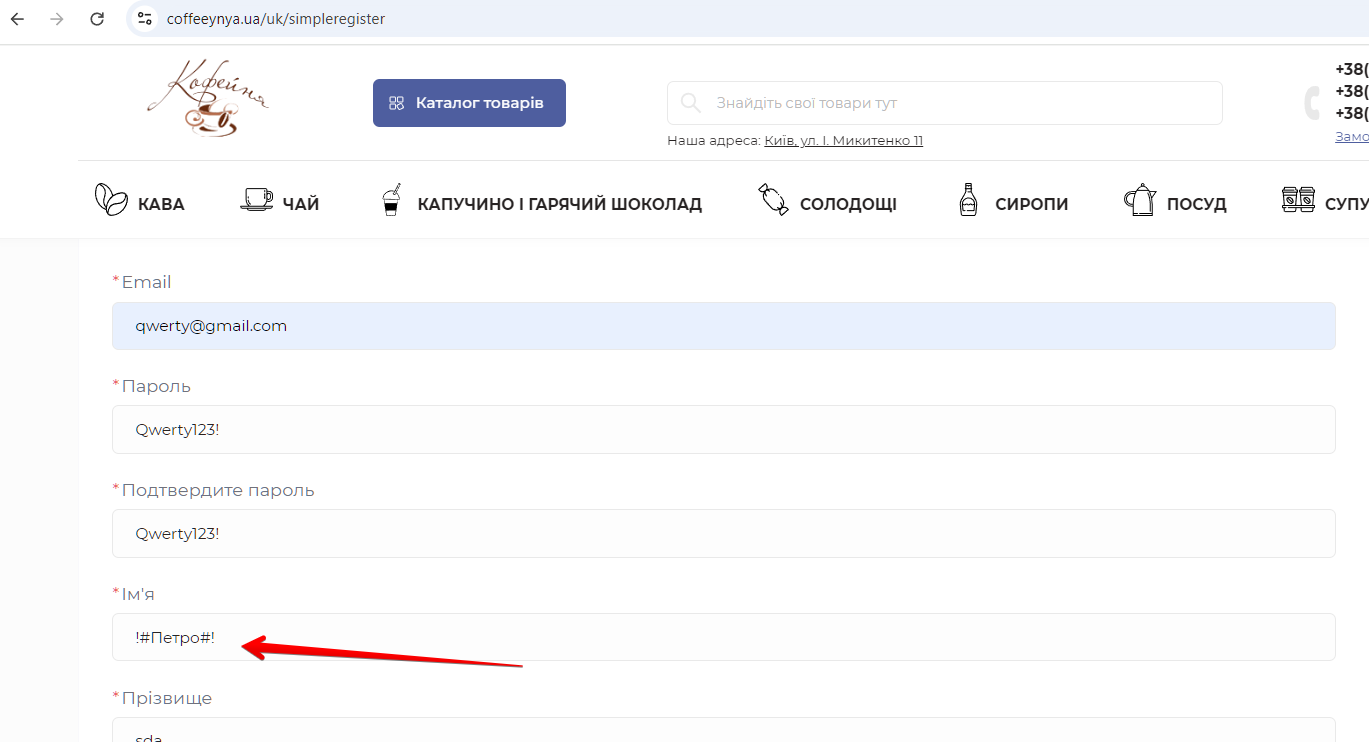 coffeeynya.ua/uk/simpleregister
Кофейня
Каталог товарів
Знайдіть свої товари тут
Наша адреса: Київ, ул. І. Микитенко 11
+38(
+38(
+38(
Замо
КАВА
ЧАЙ
КАПУЧИНО І ГАРЯЧИЙ ШОКОЛАД
СОЛОДОЩІ
СИРОПИ
ПОСУД
СУПУ
*Email
qwerty@gmail.com
*Пароль
Qwerty123!
*Подтвердите пароль
Qwerty123!
*Ім'я
!#Петро#!
*Прізвище
sda